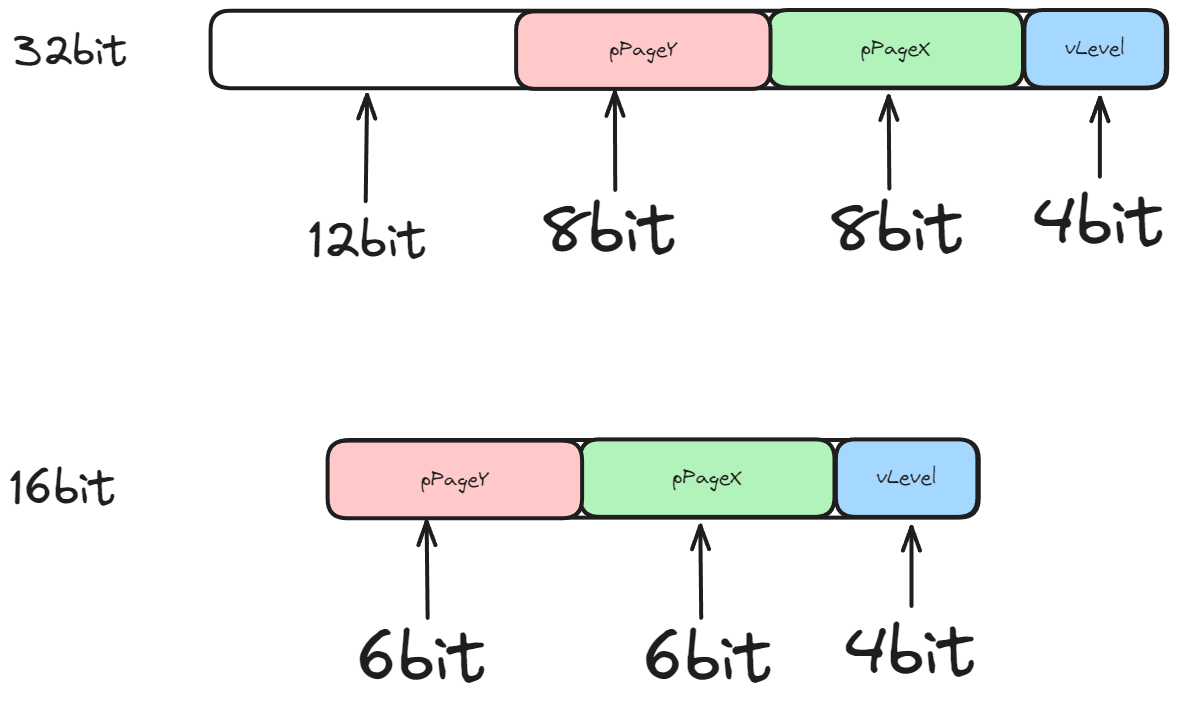 32bit
pPageY
pPageX
vLevel
12bit
8bit
8bit
4bit
16bit
pPageY
pPageX
vLevel
6bit
6bit
4bit